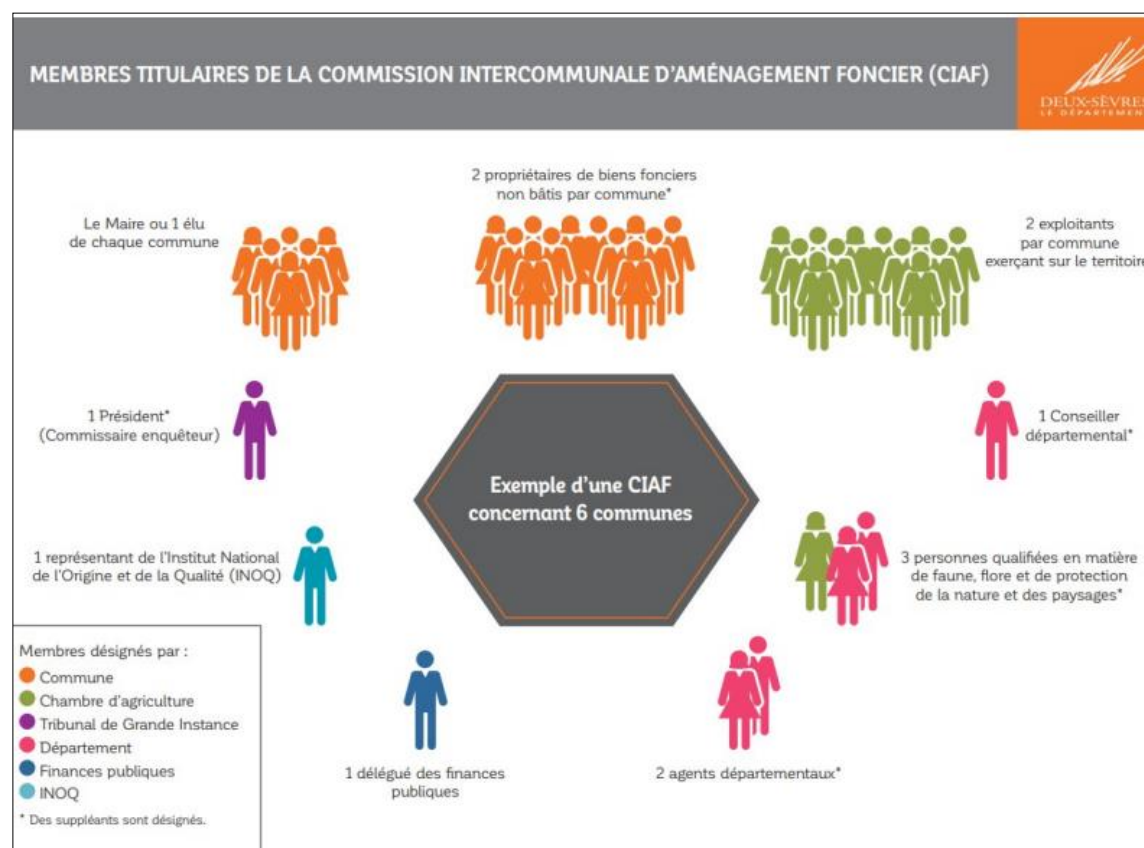 MEMBRES TITULAIRES DE LA COMMISSION INTERCOMMUNALE D'AMÉNAGEMENT FONCIER (CIAF)
DEUX-SÈVRES
LE DÉPARTEMENT
2 propriétaires de biens fonciers
non bâtis par commune*
Le Maire ou 1 élu
de chaque commune
2 exploitants
par commune
exerçant sur le territoire
1 Président*
(Commissaire enquêteur)
1 Conseiller
départemental*
Exemple d'une CIAF
concernant 6 communes
1 représentant de l'Institut National
de l'Origine et de la Qualité (INOQ)
3 personnes qualifiées en matière
de faune, flore et de protection
de la nature et des paysages*
Membres désignés par :
Commune
Chambre d'agriculture
Tribunal de Grande Instance
Département
Finances publiques
INOQ
* Des suppléants sont désignés.
1 délégué des finances
publiques
2 agents départementaux*